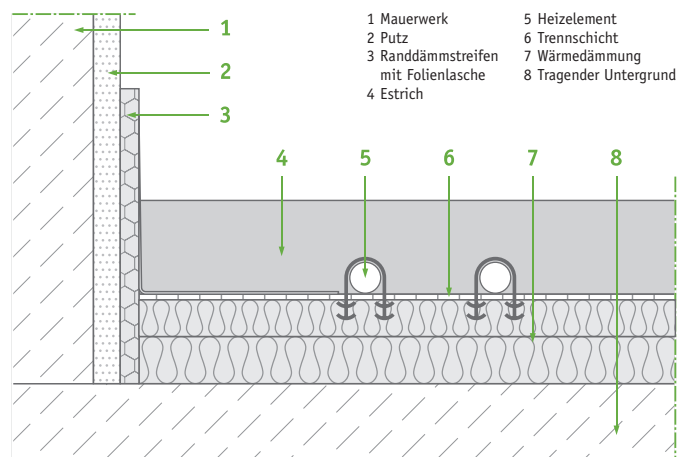 1 Mauerwerk
2 Putz
3 Randdämmstreifen
mit Folienlasche
4 Estrich
5 Heizelement
6 Trennschicht
7 Wärmedämmung
8 Tragender Untergrund
1
2
3
4 5 6 7 8